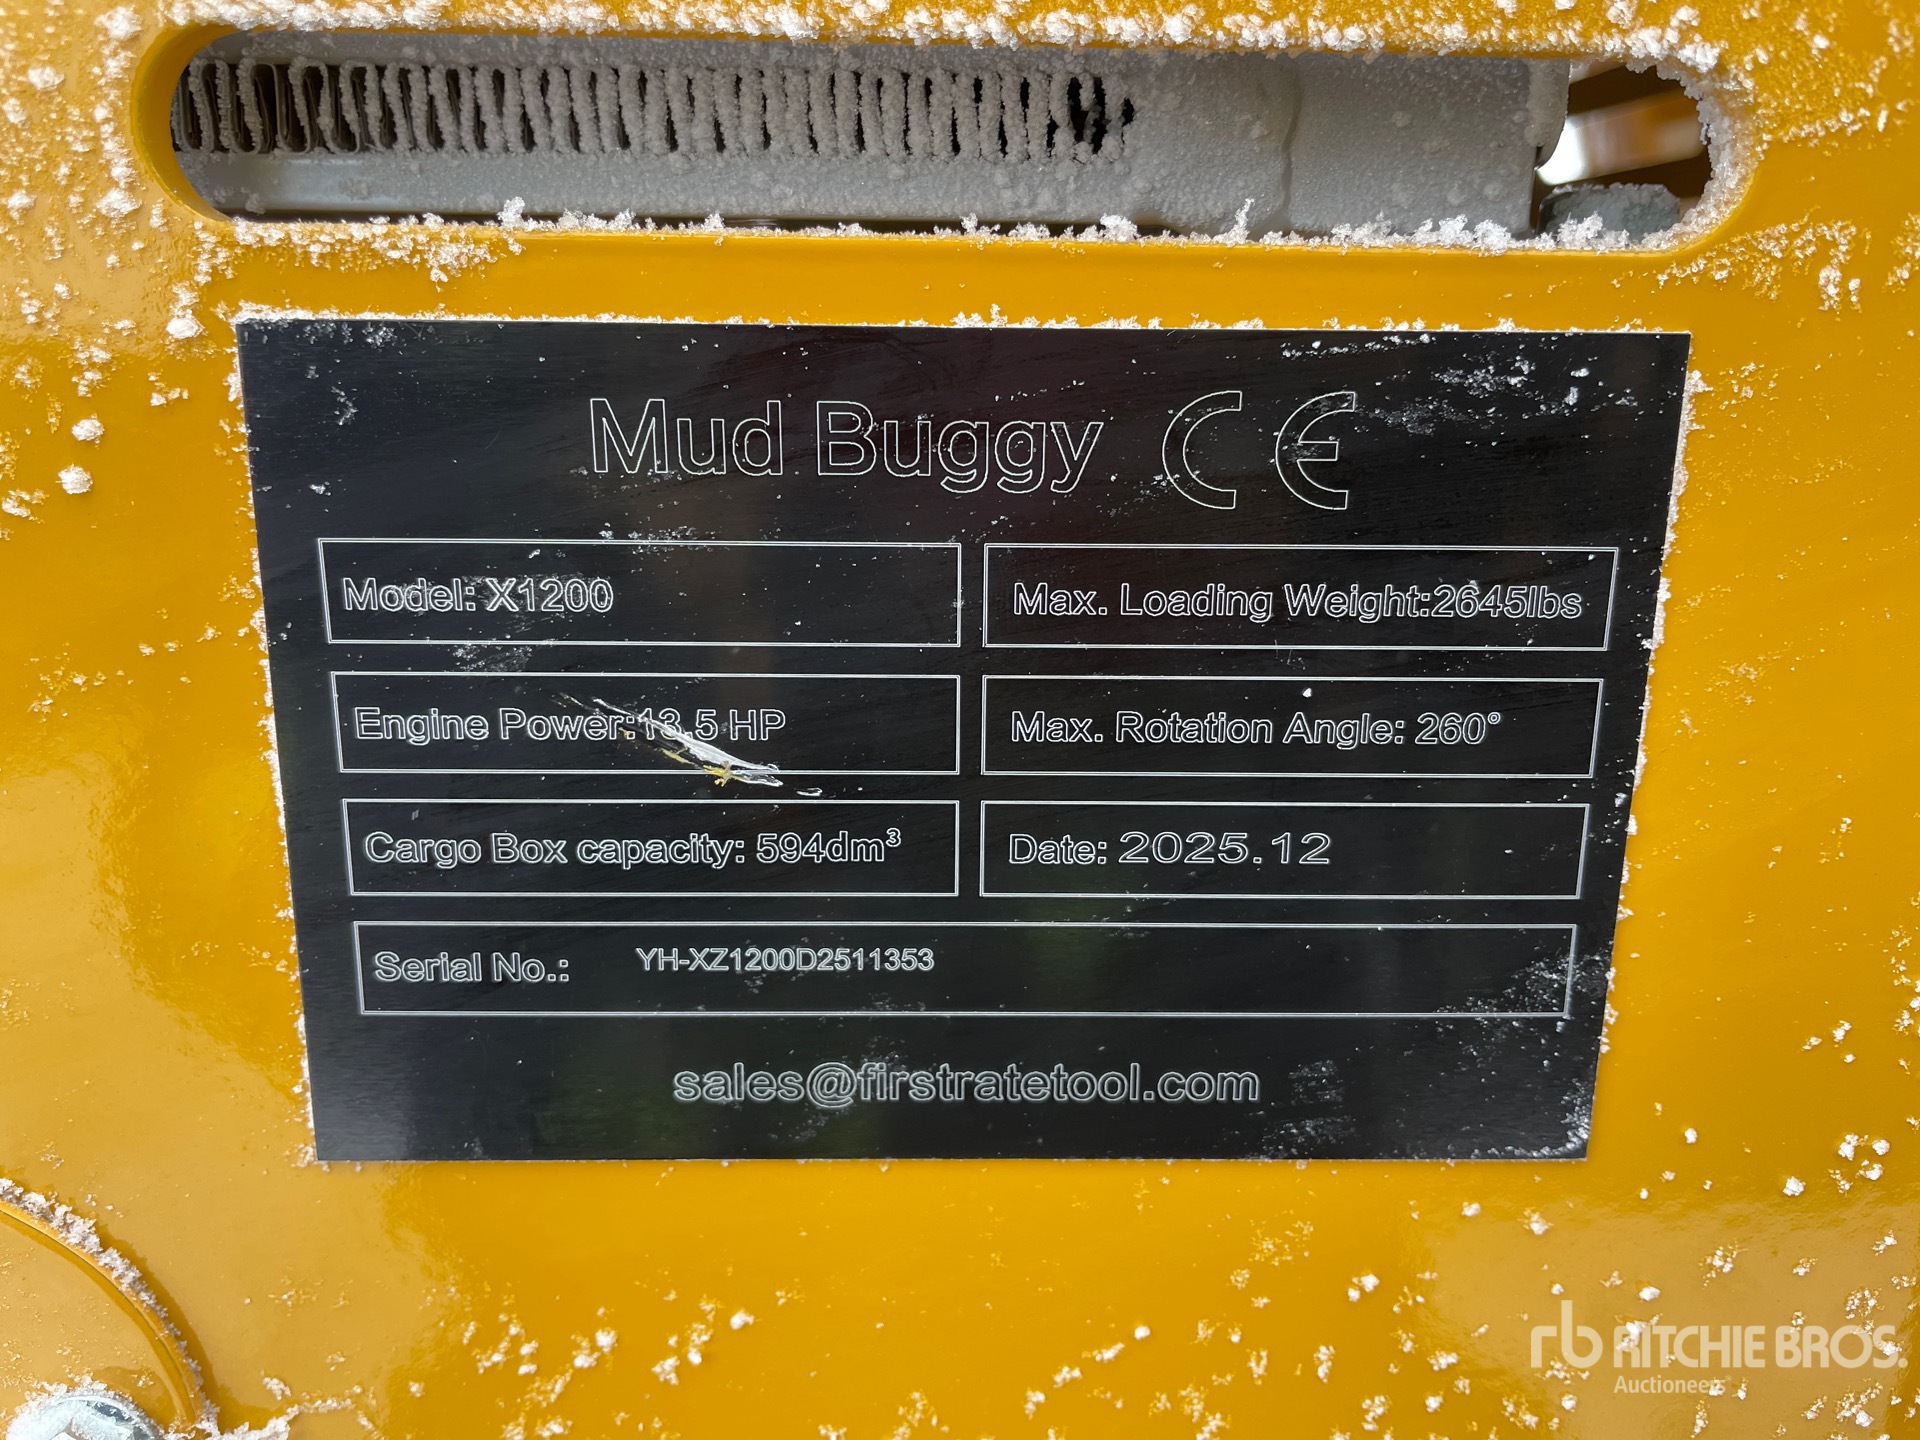 Mud Buggy CE
Model: X1200
Max. Loading Weight:2645lbs
Engine Power:13.5 HP
Max. Rotation Angle: 260°
Cargo Box capacity: 594dm³
Date: 2025.12
Serial No.: YH-XZ1200D2511353
sales@firstratetool.com
rb RITCHIE BROS.
Auctioneers